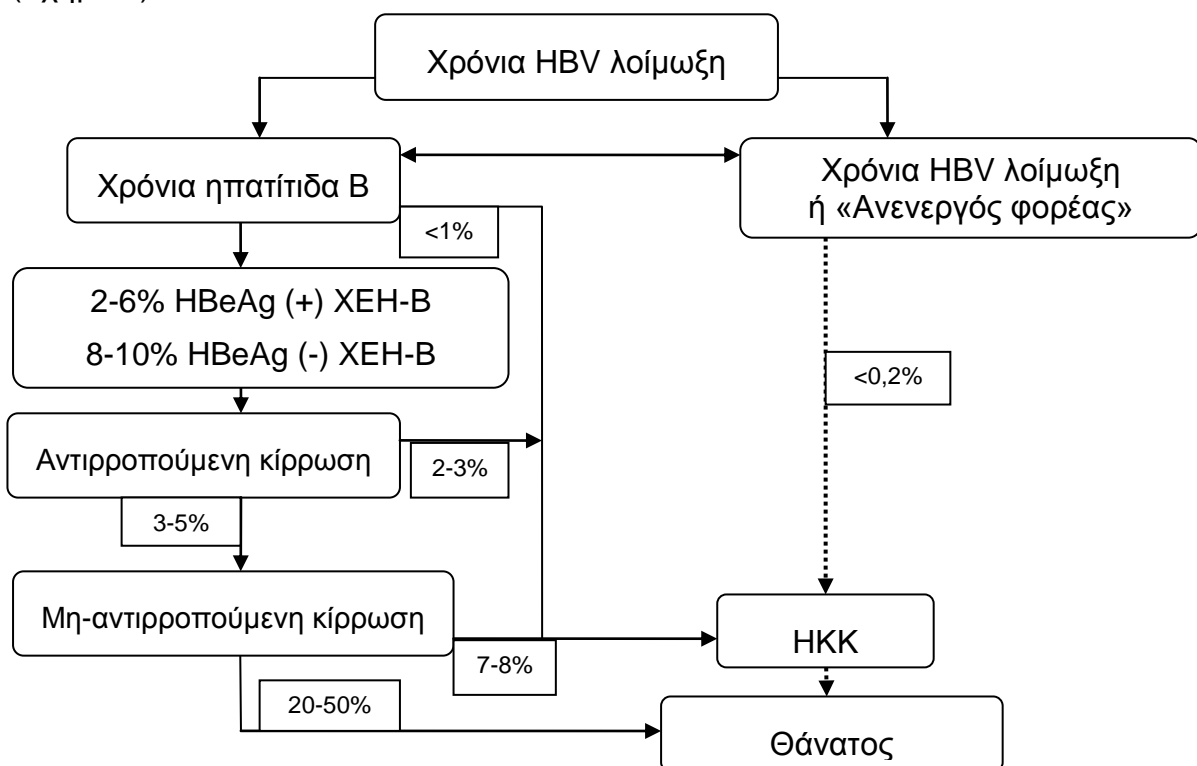 Χρόνια HBV λοίμωξη
Χρόνια ηπατίτιδα Β
Χρόνια HBV λοίμωξη
ή «Ανενεργός φορέας»
<1%
2-6% HBeAg (+) ΧΕΗ-Β
8-10% HBeAg (-) ΧΕΗ-Β
<0,2%
Αντιρροπούμενη κίρρωση
2-3%
3-5%
Μη-αντιρροπούμενη κίρρωση
ΗΚΚ
7-8%
20-50%
Θάνατος